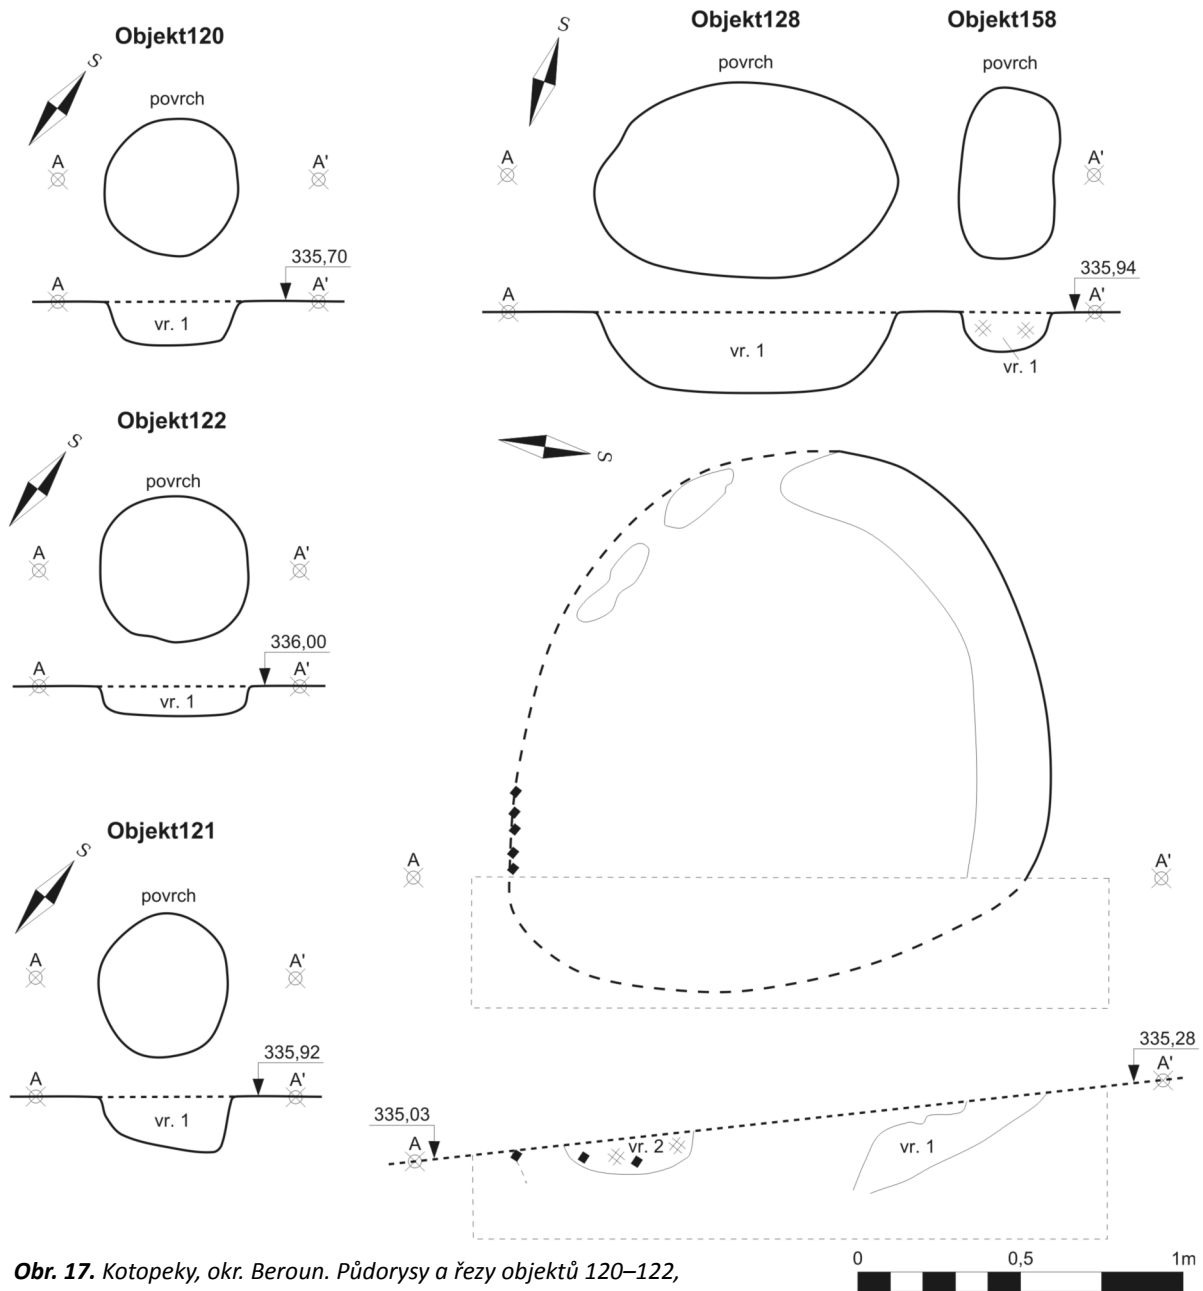 Objekt120
S
povrch
A
A'
335,70
A
A'
vr. 1
Objekt128
Objekt158
S
povrch
povrch
A
A'
335,94
A
A'
vr. 1
vr. 1
Objekt122
S
povrch
A
A'
336,00
A
A'
vr. 1
S
A
A'
Objekt121
S
povrch
A
A'
335,92
A
A'
vr. 1
335,28
A'
335,03
A
vr. 2
vr. 1
0 0,5 1m
Obr. 17. Kotopeky, okr. Beroun. Půdorysy a řezy objektů 120–122,